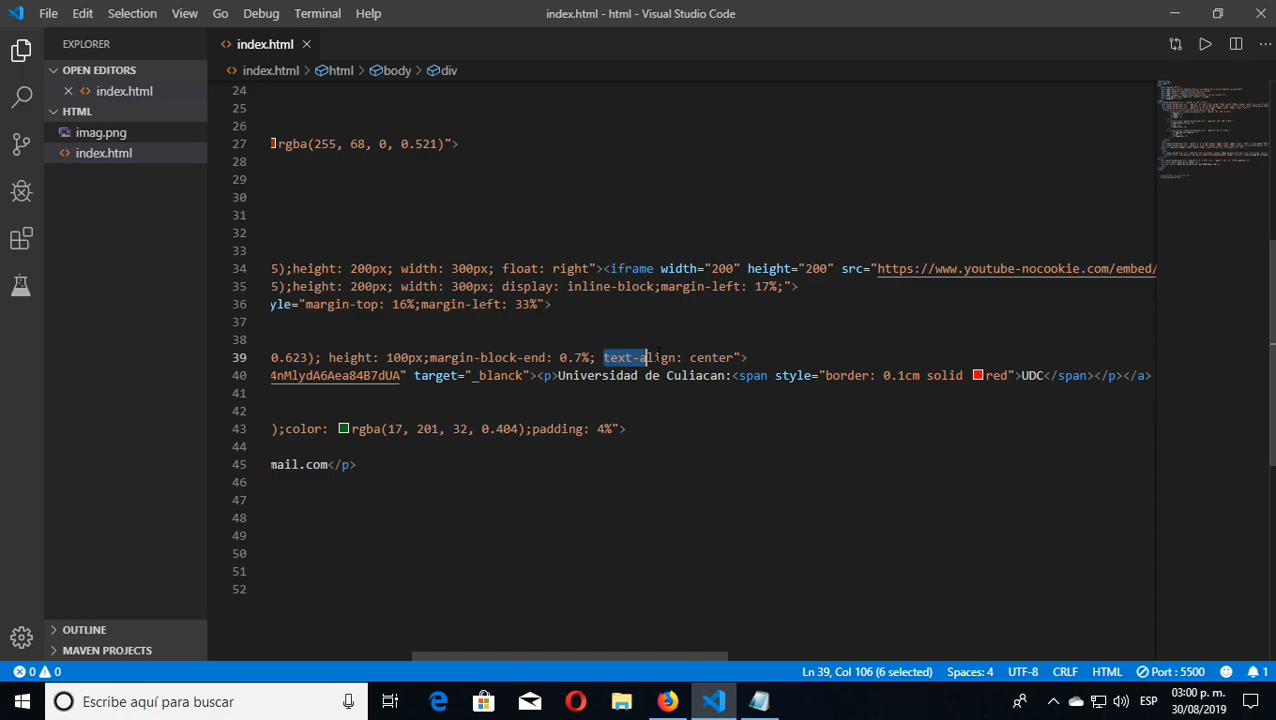 File Edit Selection View Go Debug Terminal Help
index.html - html - Visual Studio Code
EXPLORER
index.html
OPEN EDITORS
index.html > html > body > div
index.html
HTML
imag.png
index.html
24
25
26
27 rgba(255, 68, 0, 0.521)">
28
29
30
31
32
33
34 5);height: 200px; width: 300px; float: right"><iframe width="200" height="200" src="https://www.youtube-nocookie.com/embed/
35 5);height: 200px; width: 300px; display: inline-block;margin-left: 17%;">
36 yle="margin-top: 16%;margin-left: 33%">
37
38
39 0.623); height: 100px;margin-block-end: 0.7%; text-align: center">
40 4nMlydA6Aea84B7dUA" target="_blanck"><p>Universidad de Culiacan:<span style="border: 0.1cm solid red">UDC</span></p></a>
41
42
43 );color: rgba(17, 201, 32, 0.404);padding: 4%">
44
45 mail.com</p>
46
47
48
49
50
51
52
OUTLINE
MAVEN PROJECTS
0 0
Ln 39, Col 106 (6 selected) Spaces: 4 UTF-8 CRLF HTML Port : 5500 1
Escribe aquí para buscar
ESP
03:00 p. m.
30/08/2019